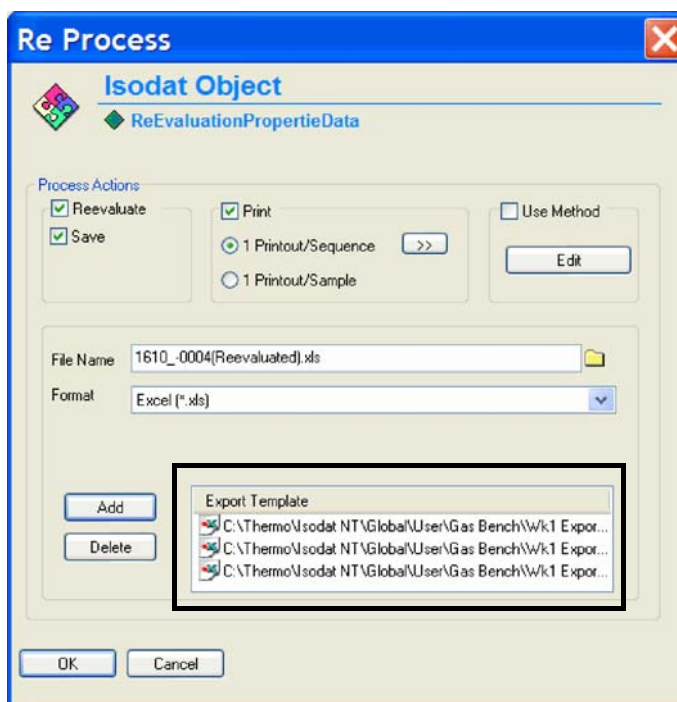 Re Process
Isodat Object
ReEvaluationPropertieData
Process Actions
Reevaluate
Save
Print
1 Printout/Sequence
>>
1 Printout/Sample
Use Method
Edit
File Name
1610_-0004(Reevaluated).xls
Format
Excel (*.xls)
Add
Delete
Export Template
C:\Thermo\Isodat NT\Global\User\Gas Bench\Wk1 Expor...
C:\Thermo\Isodat NT\Global\User\Gas Bench\Wk1 Expor...
C:\Thermo\Isodat NT\Global\User\Gas Bench\Wk1 Expor...
OK
Cancel